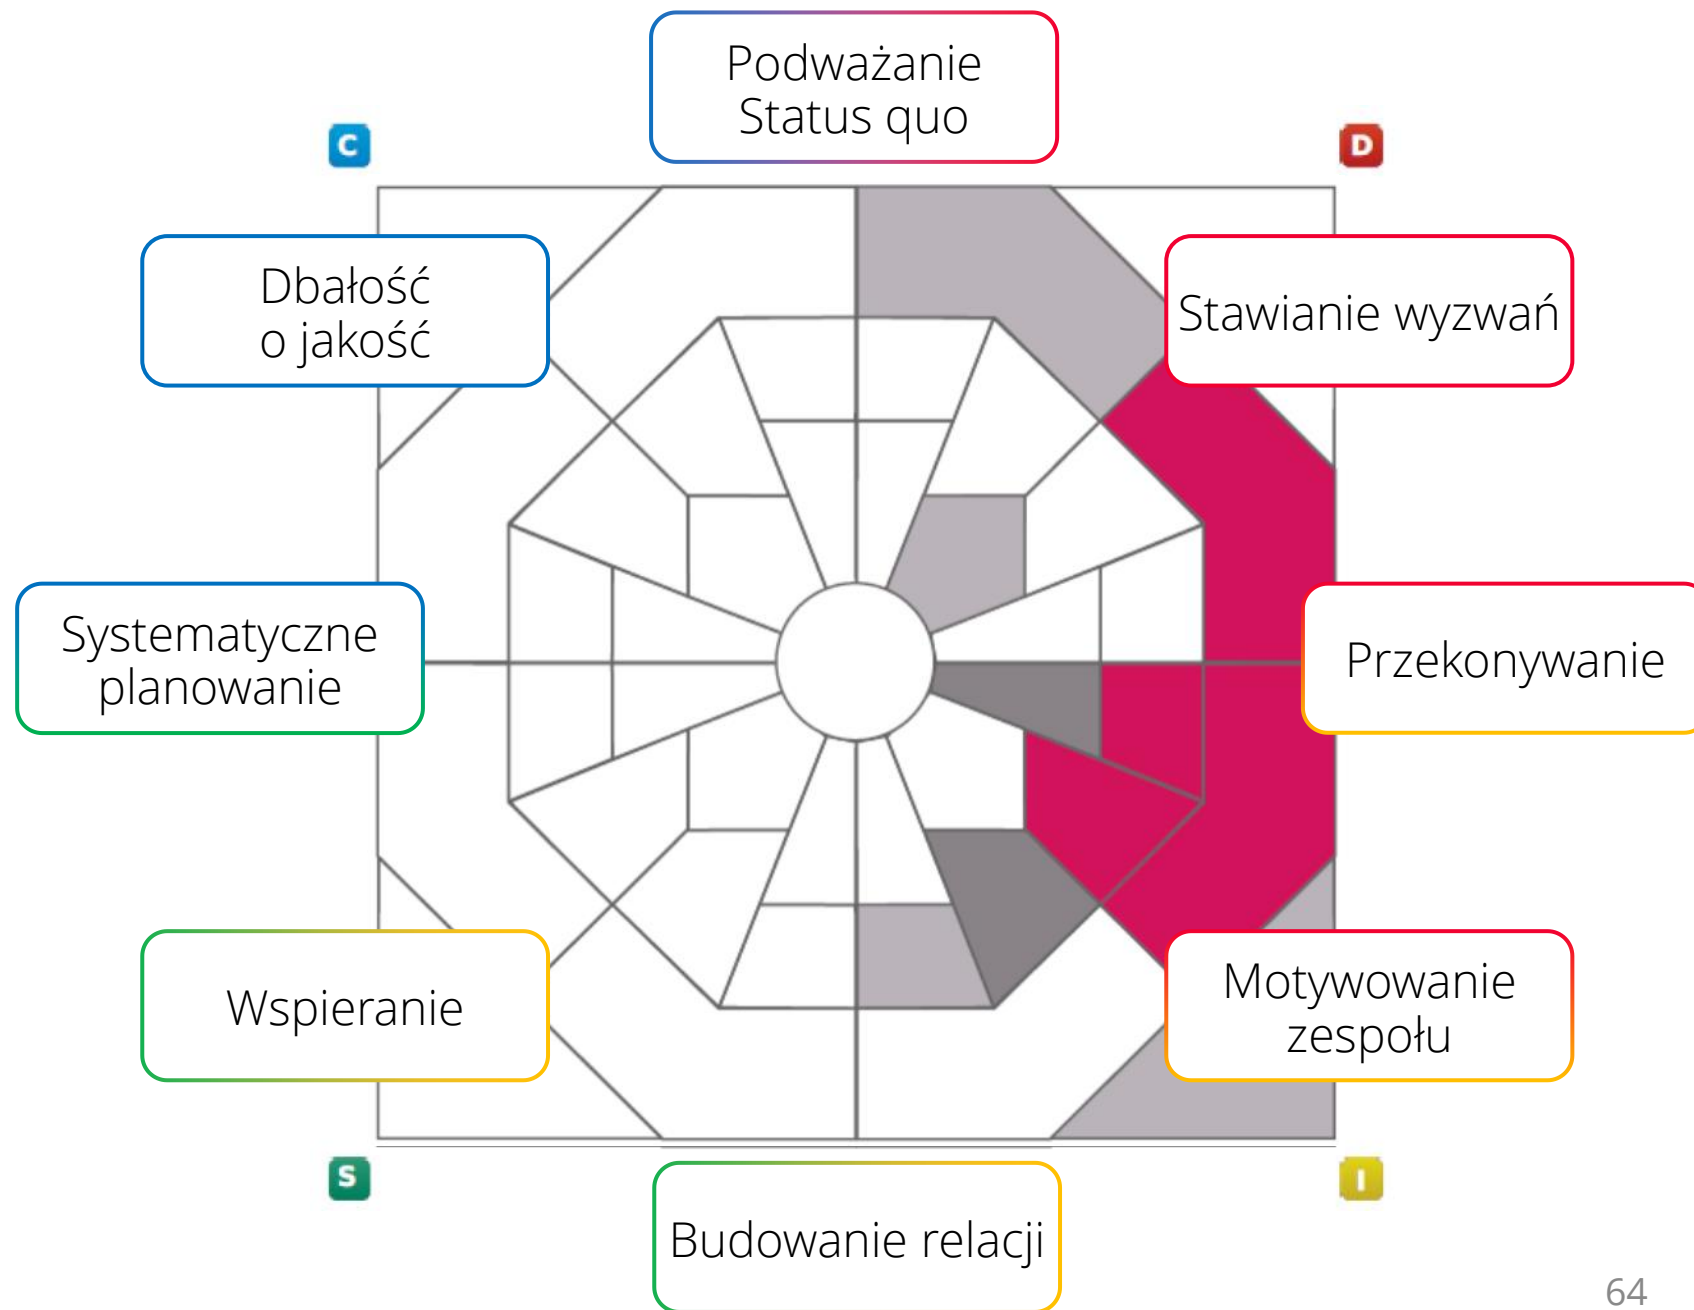 Podważanie
Status quo
C
D
Dbałość
o jakość
Stawianie wyzwań
Systematyczne
planowanie
Przekonywanie
Wspieranie
Motywowanie
zespołu
S
I
Budowanie relacji
64